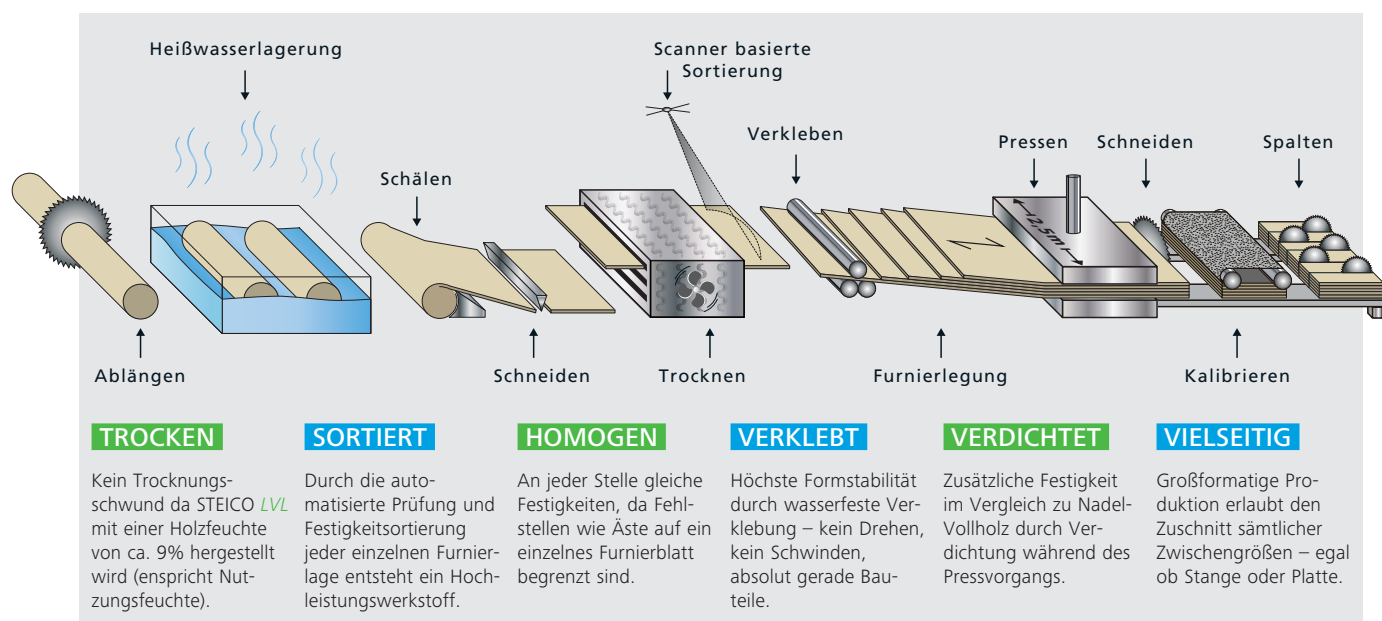 Heißwasserlagerung
Scanner basierte
Sortierung
Verkleben
Pressen
Schneiden
Spalten
Schälen
2,5m
Ablängen
Schneiden
Trocknen
Furnierlegung
Kalibrieren
TROCKEN
Kein Trocknungs-
schwund da STEICO LVL
mit einer Holzfeuchte
von ca. 9% hergestellt
wird (enspricht Nut-
zungsfeuchte).
SORTIERT
Durch die auto-
matisierte Prüfung und
Festigkeitsortierung
jeder einzelnen Furnier-
lage entsteht ein Hoch-
leistungswerkstoff.
HOMOGEN
An jeder Stelle gleiche
Festigkeiten, da Fehl-
stellen wie Äste auf ein
einzelnes Furnierblatt
begrenzt sind.
VERKLEBT
Höchste Formstabilität
durch wasserfeste Ver-
klebung – kein Drehen,
kein Schwinden,
absolut gerade Bau-
teile.
VERDICHTET
Zusätzliche Festigkeit
im Vergleich zu Nadel-
Vollholz durch Ver-
dichtung während des
Pressvorgangs.
VIELSEITIG
Großformatige Pro-
duktion erlaubt den
Zuschnitt sämtlicher
Zwischengrößen – egal
ob Stange oder Platte.